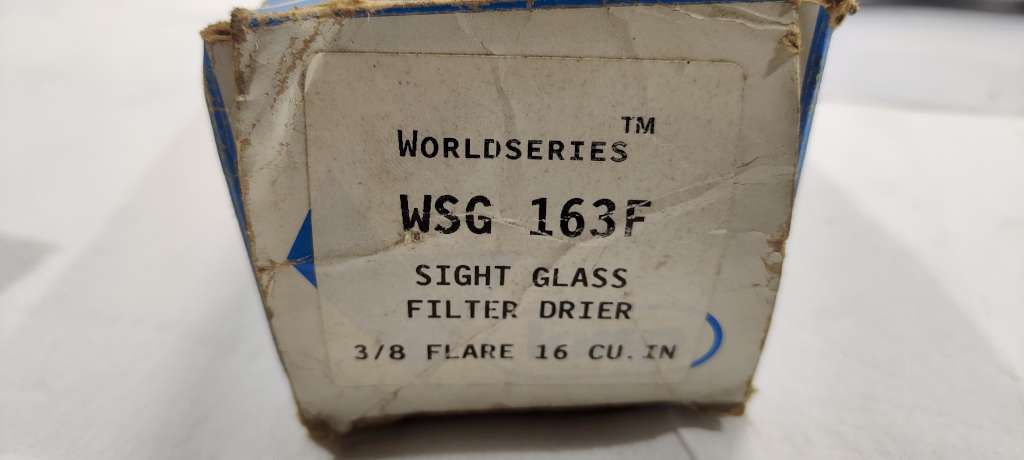 WORLDSERIES™
WSG 163F
SIGHT GLASS
FILTER DRIER
3/8 FLARE 16 CU.IN